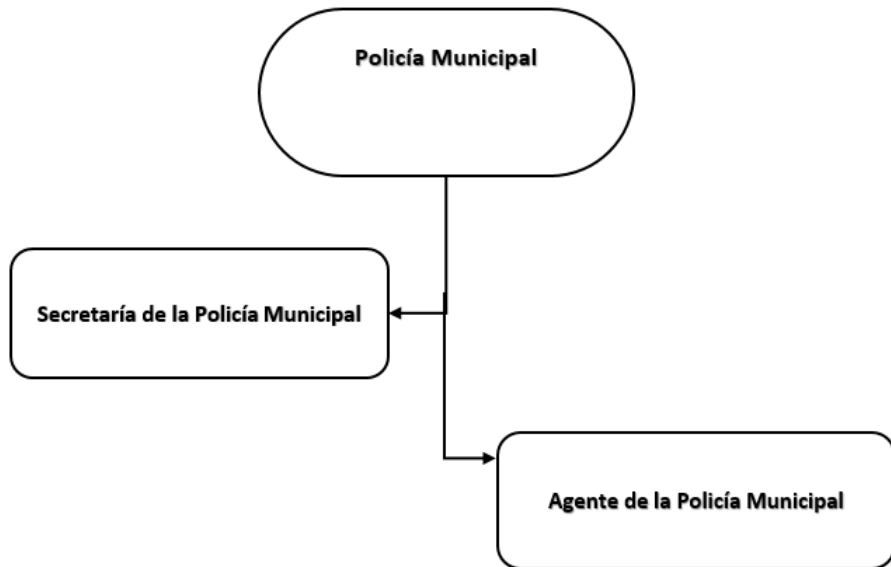 Policía Municipal
Secretaría de la Policía Municipal
Agente de la Policía Municipal